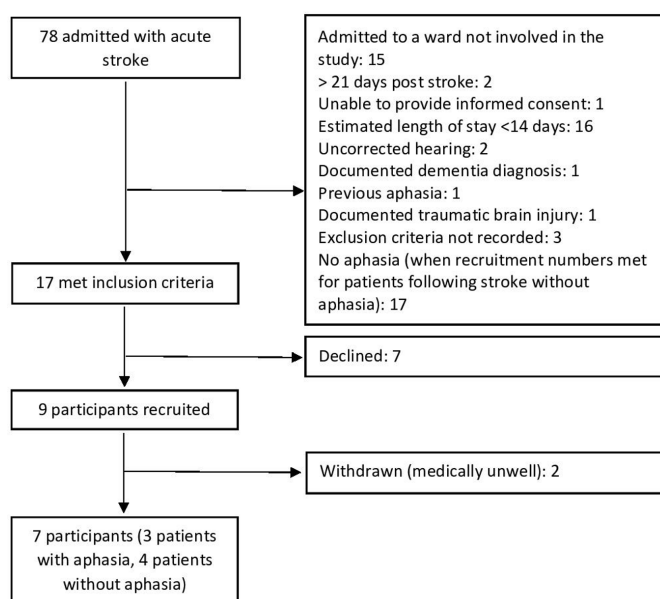 78 admitted with acute
stroke
Admitted to a ward not involved in the
study: 15
> 21 days post stroke: 2
Unable to provide informed consent: 1
Estimated length of stay <14 days: 16
Uncorrected hearing: 2
Documented dementia diagnosis: 1
Previous aphasia: 1
Documented traumatic brain injury: 1
Exclusion criteria not recorded: 3
No aphasia (when recruitment numbers met
for patients following stroke without
aphasia): 17
17 met inclusion criteria
Declined: 7
9 participants recruited
Withdrawn (medically unwell): 2
7 participants (3 patients
with aphasia, 4 patients
without aphasia)